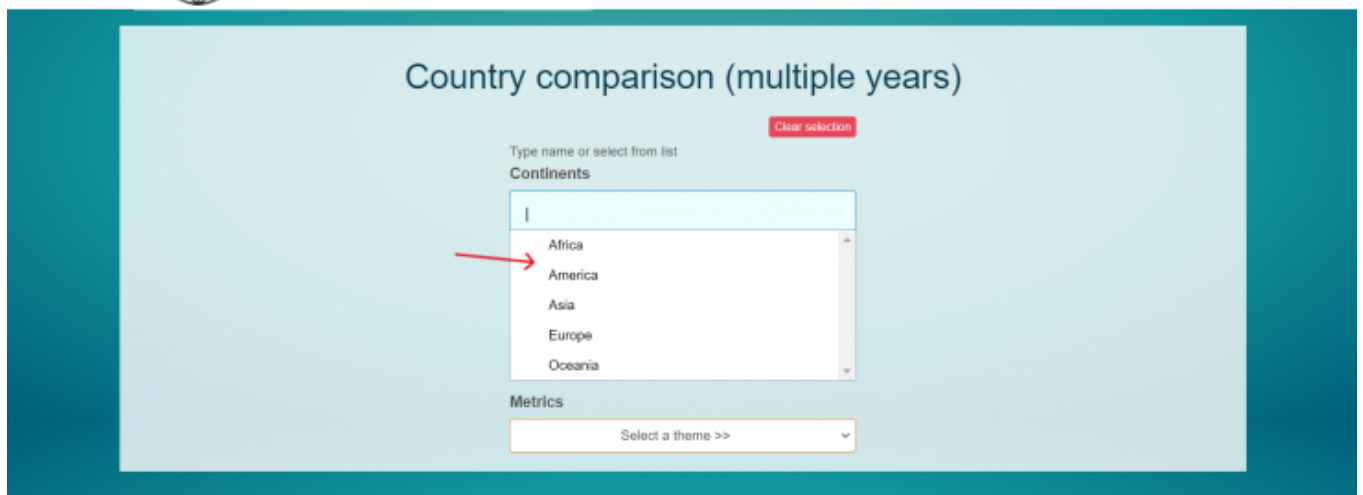 Country comparison (multiple years)
Clear selection
Type name or select from list
Continents
Africa
America
Asia
Europe
Oceania
Metrics
Select a theme >>